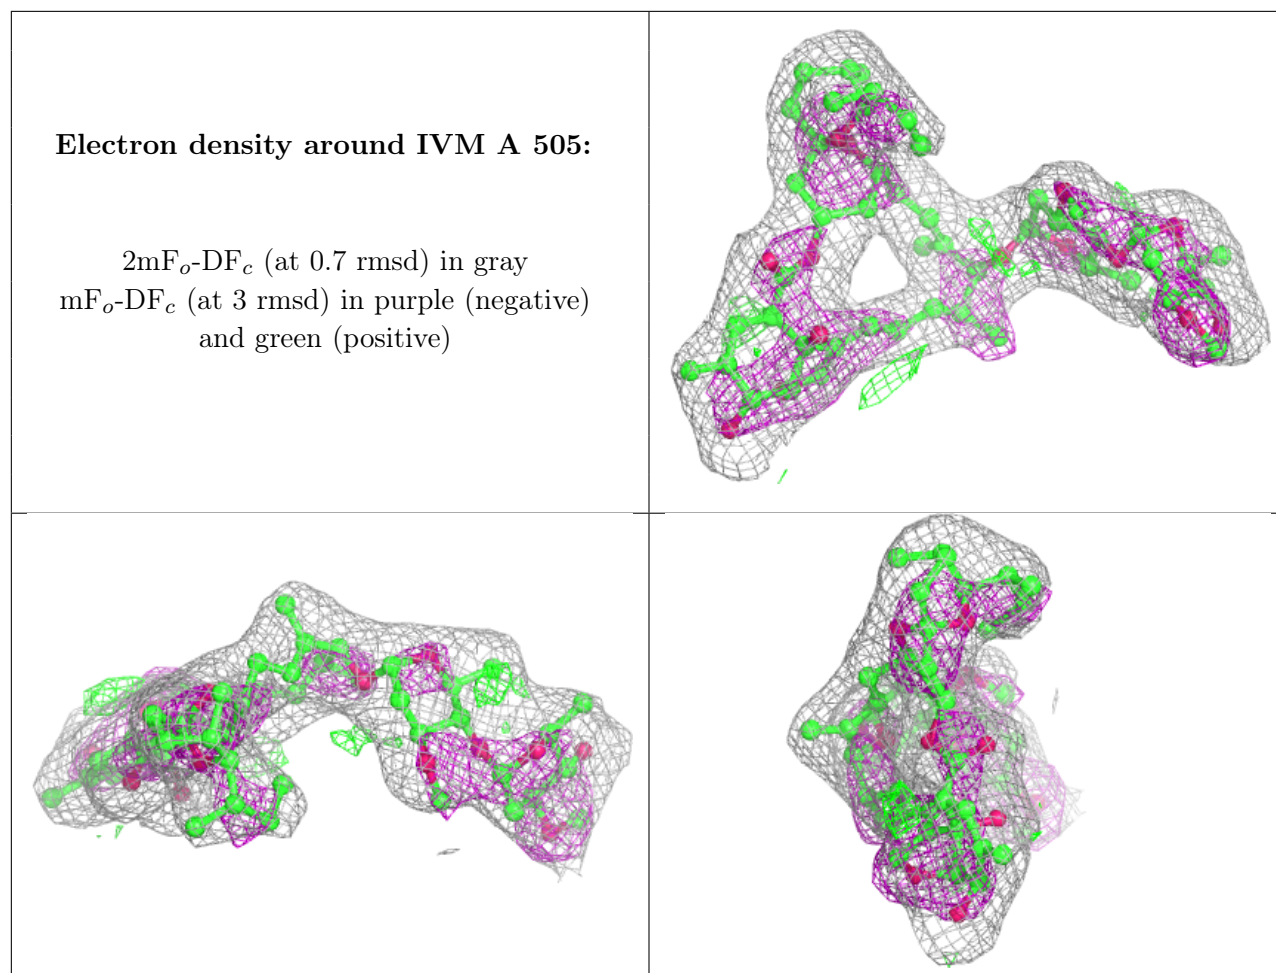 Electron density around IVM A 505:
2mFo-DFc (at 0.7 rmsd) in gray
mFo-DFc (at 3 rmsd) in purple (negative)
and green (positive)